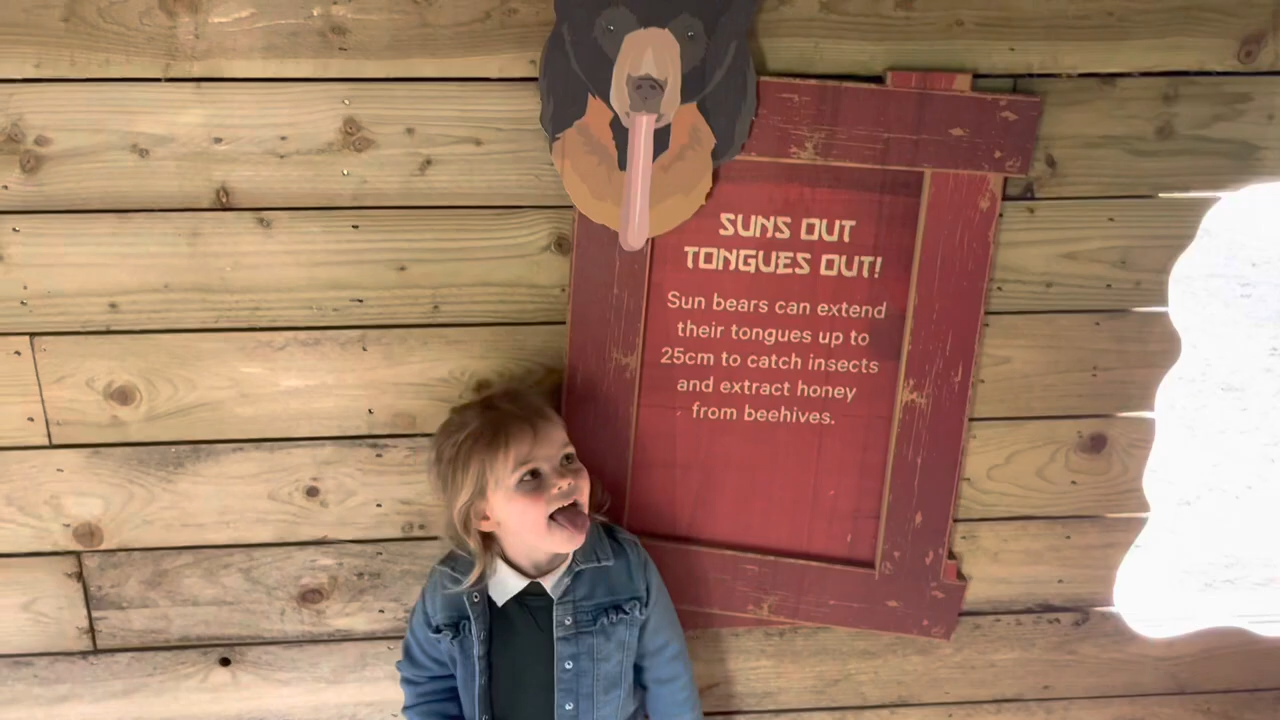 SUNS OUT
TONGUES OUT!
Sun bears can extend
their tongues up to
25cm to catch insects
and extract honey
from beehives.